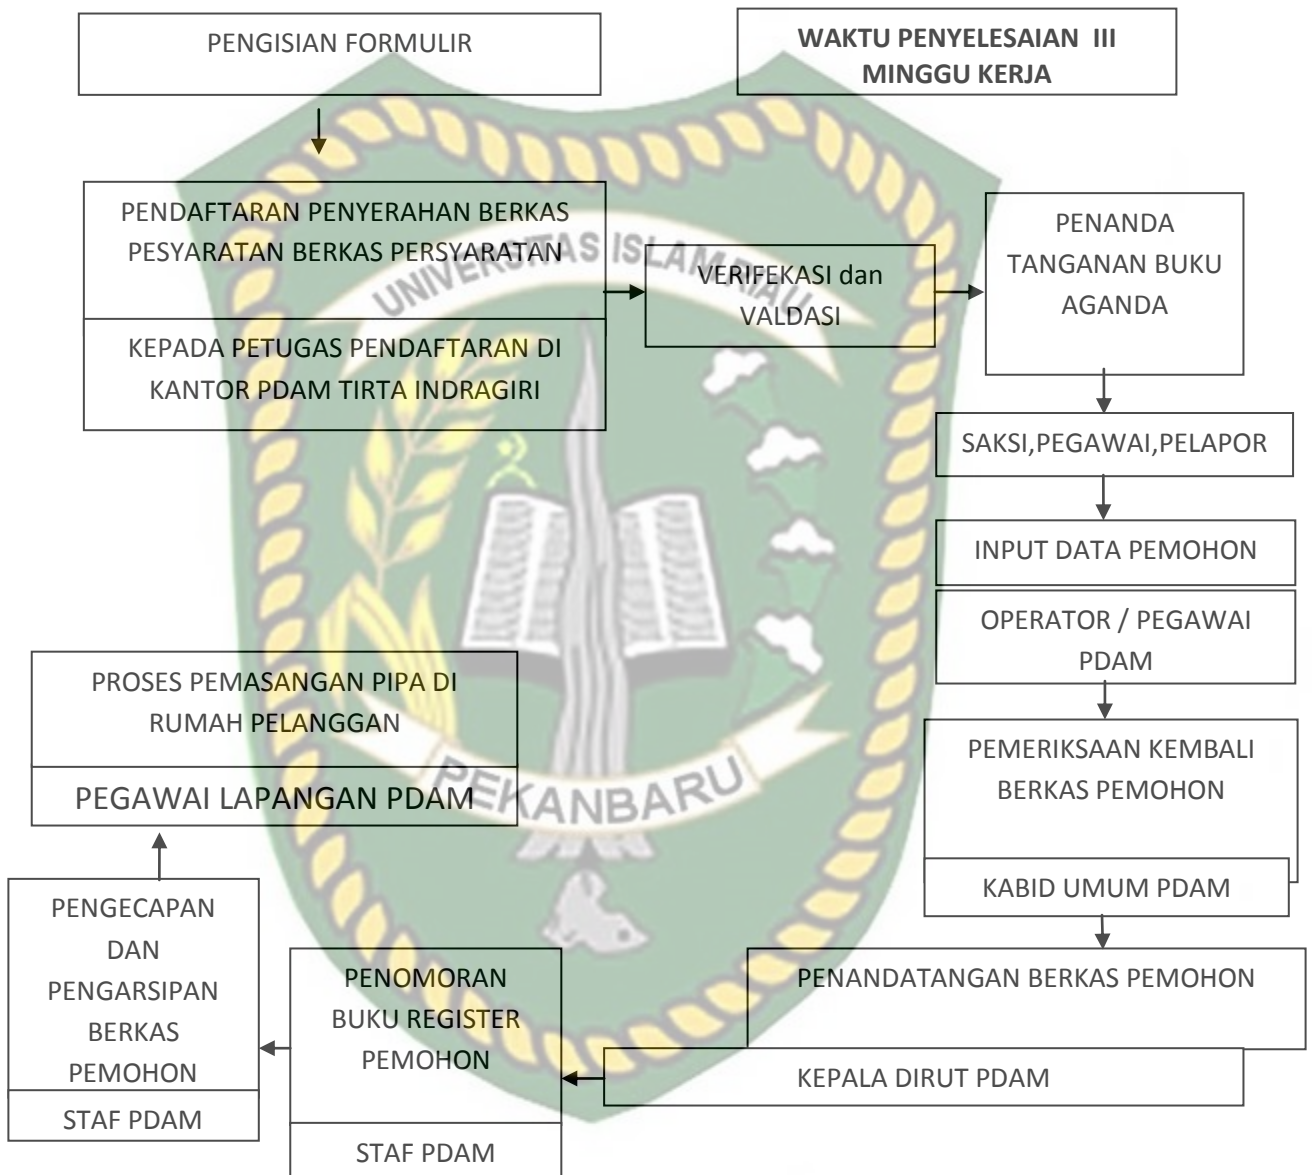 PENGISIAN FORMULIR
WAKTU PENYELESAIAN III
MINGGU KERJA
PENDAFTARAN PENYERAHAN BERKAS
PESYARATAN BERKAS PERSYARATAN
KEPADA PETUGAS PENDAFTARAN DI
KANTOR PDAM TIRTA INDRAGIRI
UNIVERSITAS ISLAM RIAU
VERIFEKASI dan
VALDASI
PENANDA
TANGANAN BUKU
AGANDA
SAKSI,PEGAWAI,PELAPOR
INPUT DATA PEMOHON
OPERATOR / PEGAWAI
PDAM
PEMERIKSAAN KEMBALI
BERKAS PEMOHON
KABID UMUM PDAM
PENANDATANGAN BERKAS PEMOHON
KEPALA DIRUT PDAM
PENOMORAN
BUKU REGISTER
PEMOHON
STAF PDAM
PENGECAPAN
DAN
PENGARSIPAN
BERKAS
PEMOHON
STAF PDAM
PROSES PEMASANGAN PIPA DI
RUMAH PELANGGAN
PEGAWAI LAPANGAN PDAM
PEKANBARU